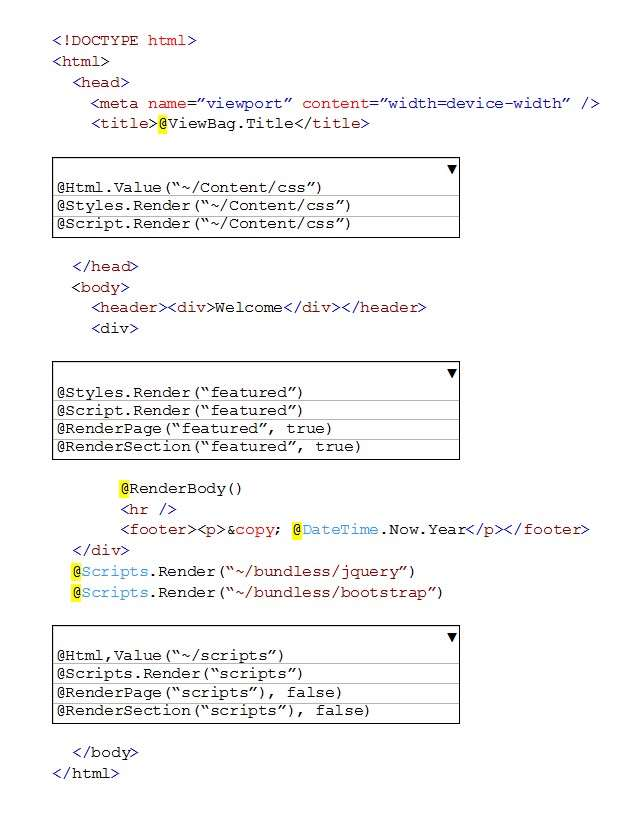 <!DOCTYPE html>
<html>
<head>
<meta name=”viewport” content=”width=device-width” />
<title>@ViewBag.Title</title>
@Html.Value(“~/Content/css”)
@Styles.Render(“~/Content/css”)
@Script.Render(“~/Content/css”)
</head>
<body>
<header><div>Welcome</div></header>
<div>
@Styles.Render(“featured”)
@Script.Render(“featured”)
@RenderPage(“featured”, true)
@RenderSection(“featured”, true)
@RenderBody()
<hr />
<footer><p>&copy; @DateTime.Now.Year</p></footer>
</div>
@Scripts.Render(“~/bundless/jquery”)
@Scripts.Render(“~/bundless/bootstrap”)
@Html,Value(“~/scripts”)
@Scripts.Render(“scripts”)
@RenderPage(“scripts”), false)
@RenderSection(“scripts”), false)
</body>
</html>